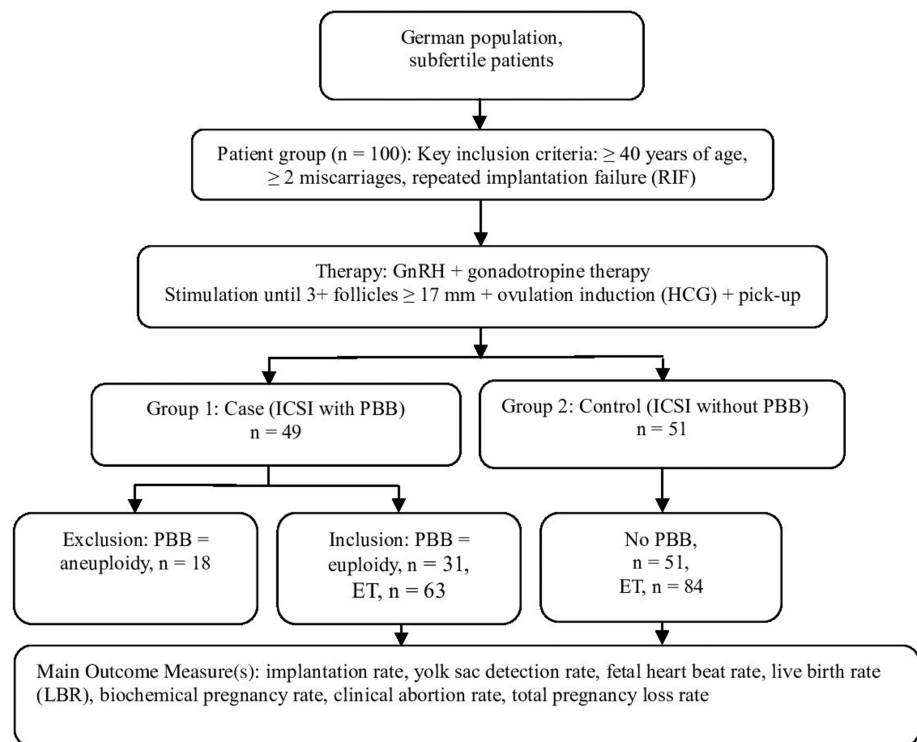 German population,
subfertile patients
Patient group (n = 100): Key inclusion criteria: ≥ 40 years of age,
≥ 2 miscarriages, repeated implantation failure (RIF)
Therapy: GnRH + gonadotropine therapy
Stimulation until 3+ follicles ≥ 17 mm + ovulation induction (HCG) + pick-up
Group 1: Case (ICSI with PBB)
n = 49
Group 2: Control (ICSI without PBB)
n = 51
Exclusion: PBB =
aneuploidy, n = 18
Inclusion: PBB =
euploidy, n = 31,
ET, n = 63
No PBB,
n = 51,
ET, n = 84
Main Outcome Measure(s): implantation rate, yolk sac detection rate, fetal heart beat rate, live birth rate
(LBR), biochemical pregnancy rate, clinical abortion rate, total pregnancy loss rate